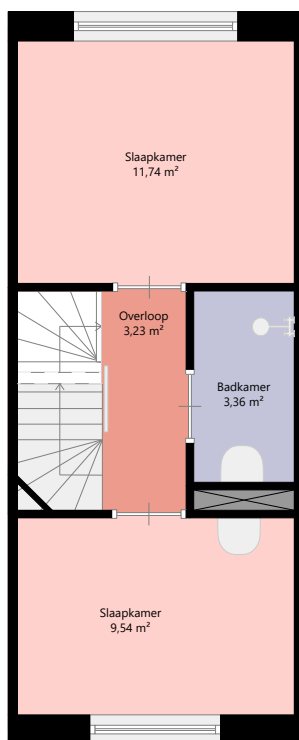 Slaapkamer
11,74 m²
Overloop
3,23 m²
Badkamer
3,36 m²
Slaapkamer
9,54 m²